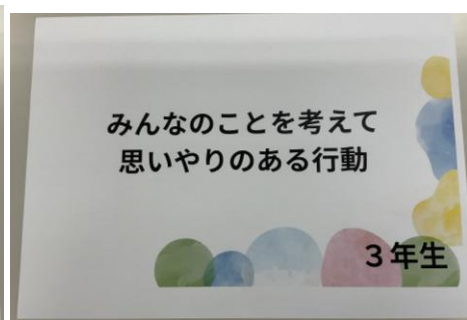 みんなのことを考えて
思いやりのある行動
３年生